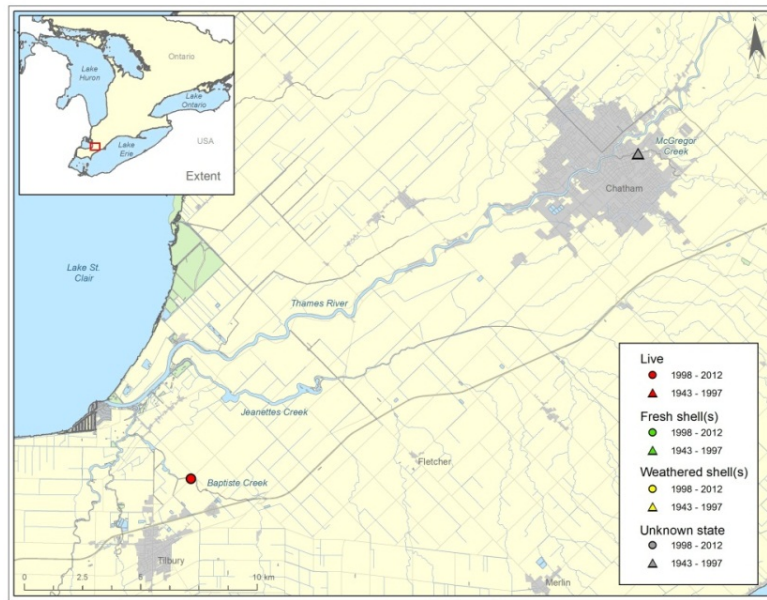 Ontario
Lake
Huron
Lake
Ontario
Lake
Erie
USA
Extent
N
McGregor
Creek
Chatham
Lake St.
Clair
Thames River
Jeanettes Creek
Baptiste Creek
Fletcher
Tilbury
Merlin
0 2.5 5 10 km
Live
1998 - 2012
1943 - 1997
Fresh shell(s)
1998 - 2012
1943 - 1997
Weathered shell(s)
1998 - 2012
1943 - 1997
Unknown state
1998 - 2012
1943 - 1997